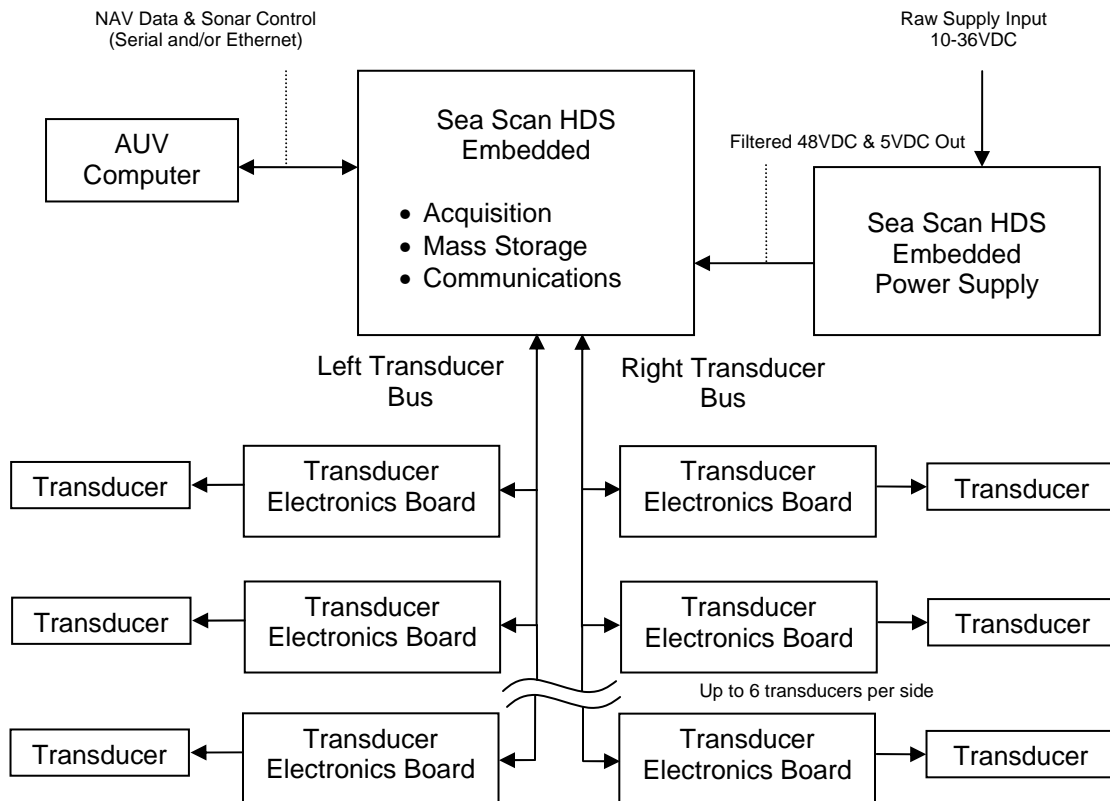 NAV Data & Sonar Control
(Serial and/or Ethernet)
Raw Supply Input
10-36VDC
AUV
Computer
Sea Scan HDS
Embedded
• Acquisition
• Mass Storage
• Communications
Filtered 48VDC & 5VDC Out
Sea Scan HDS
Embedded
Power Supply
Left Transducer
Bus
Right Transducer
Bus
Transducer
Transducer
Electronics Board
Transducer
Electronics Board
Transducer
Transducer
Transducer
Electronics Board
Transducer
Electronics Board
Transducer
Up to 6 transducers per side
Transducer
Transducer
Electronics Board
Transducer
Electronics Board
Transducer